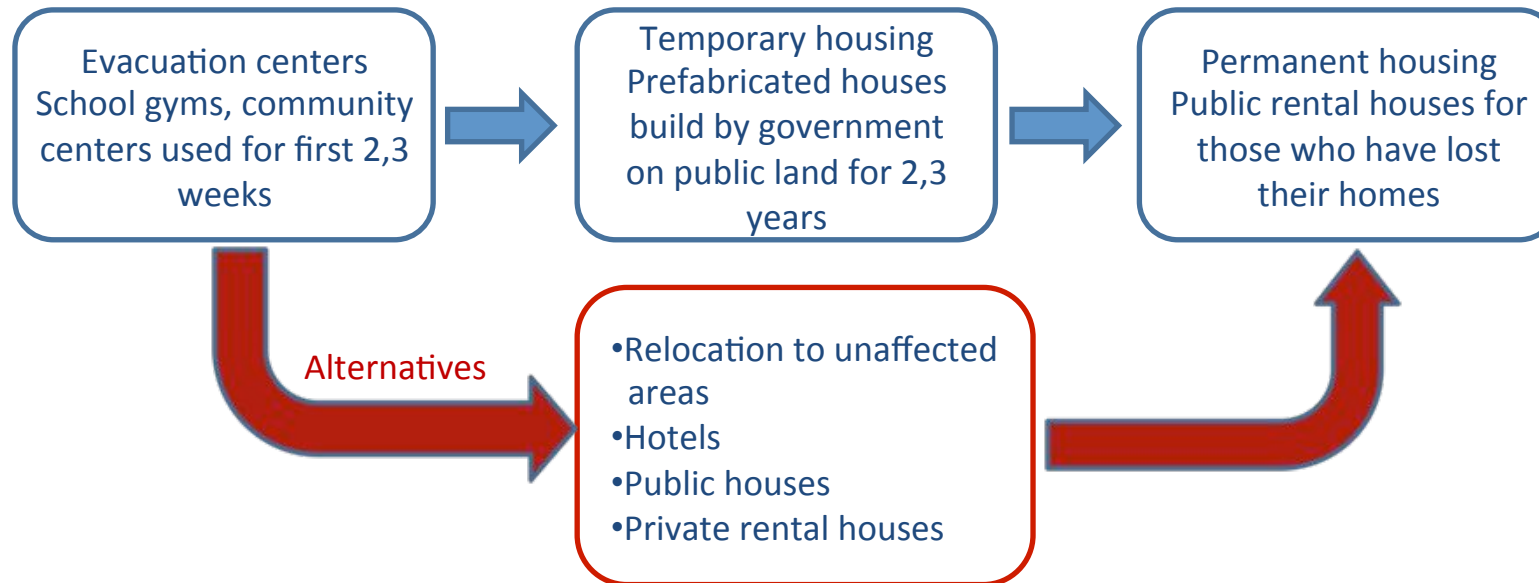 Evacuation centers
School gyms, community
centers used for first 2,3
weeks
Temporary housing
Prefabricated houses
build by government
on public land for 2,3
years
Permanent housing
Public rental houses for
those who have lost
their homes
Alternatives
•Relocation to unaffected
areas
•Hotels
•Public houses
•Private rental houses